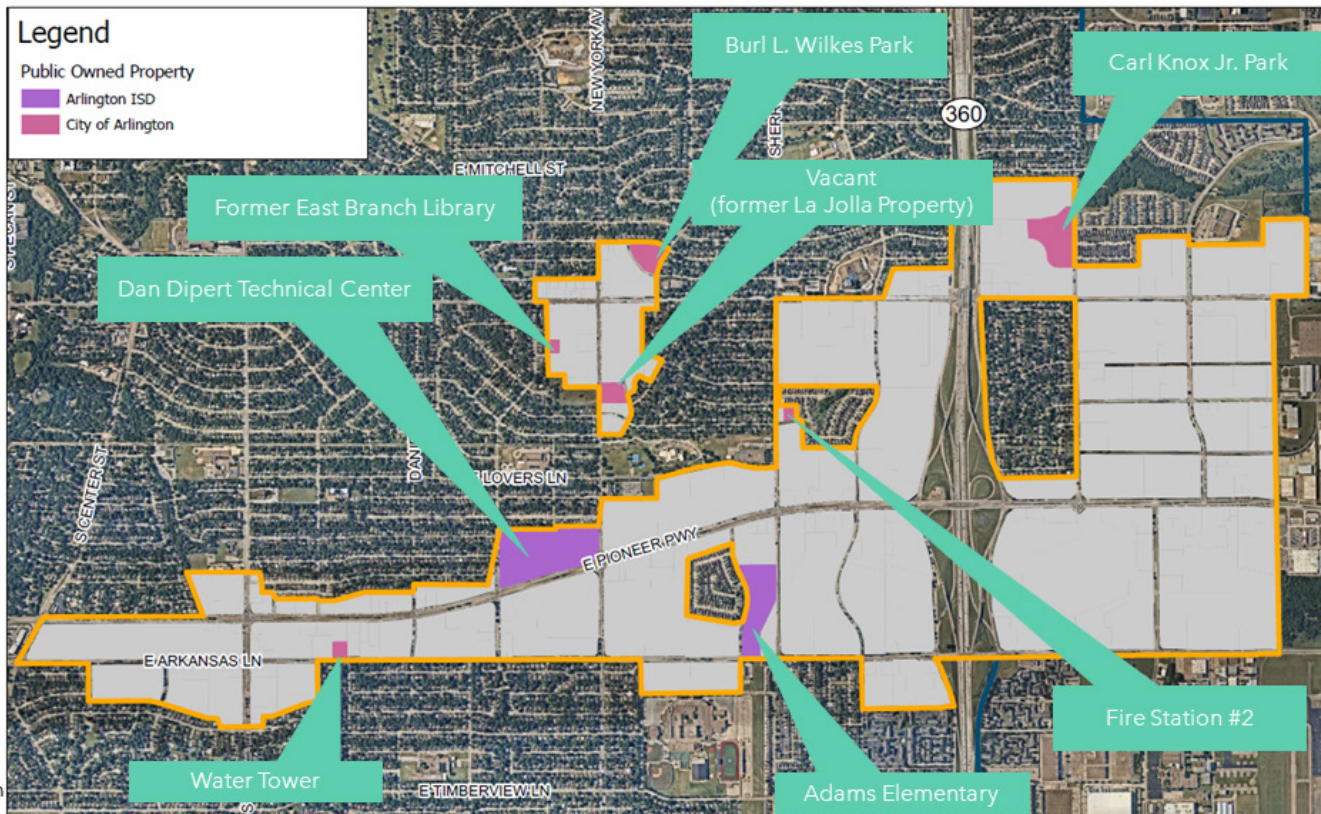 Legend
Public Owned Property
Arlington ISD
City of Arlington
NEW YORK AV
Burl L. Wilkes Park
Carl Knox Jr. Park
360
E MITCHELL ST
Vacant
(former La Jolla Property)
Former East Branch Library
Dan Dipert Technical Center
S CENTER ST
LOVERS LN
E PIONEER PWY
E ARKANSAS LN
Fire Station #2
Water Tower
E TIMBERVIEW LN
Adams Elementary